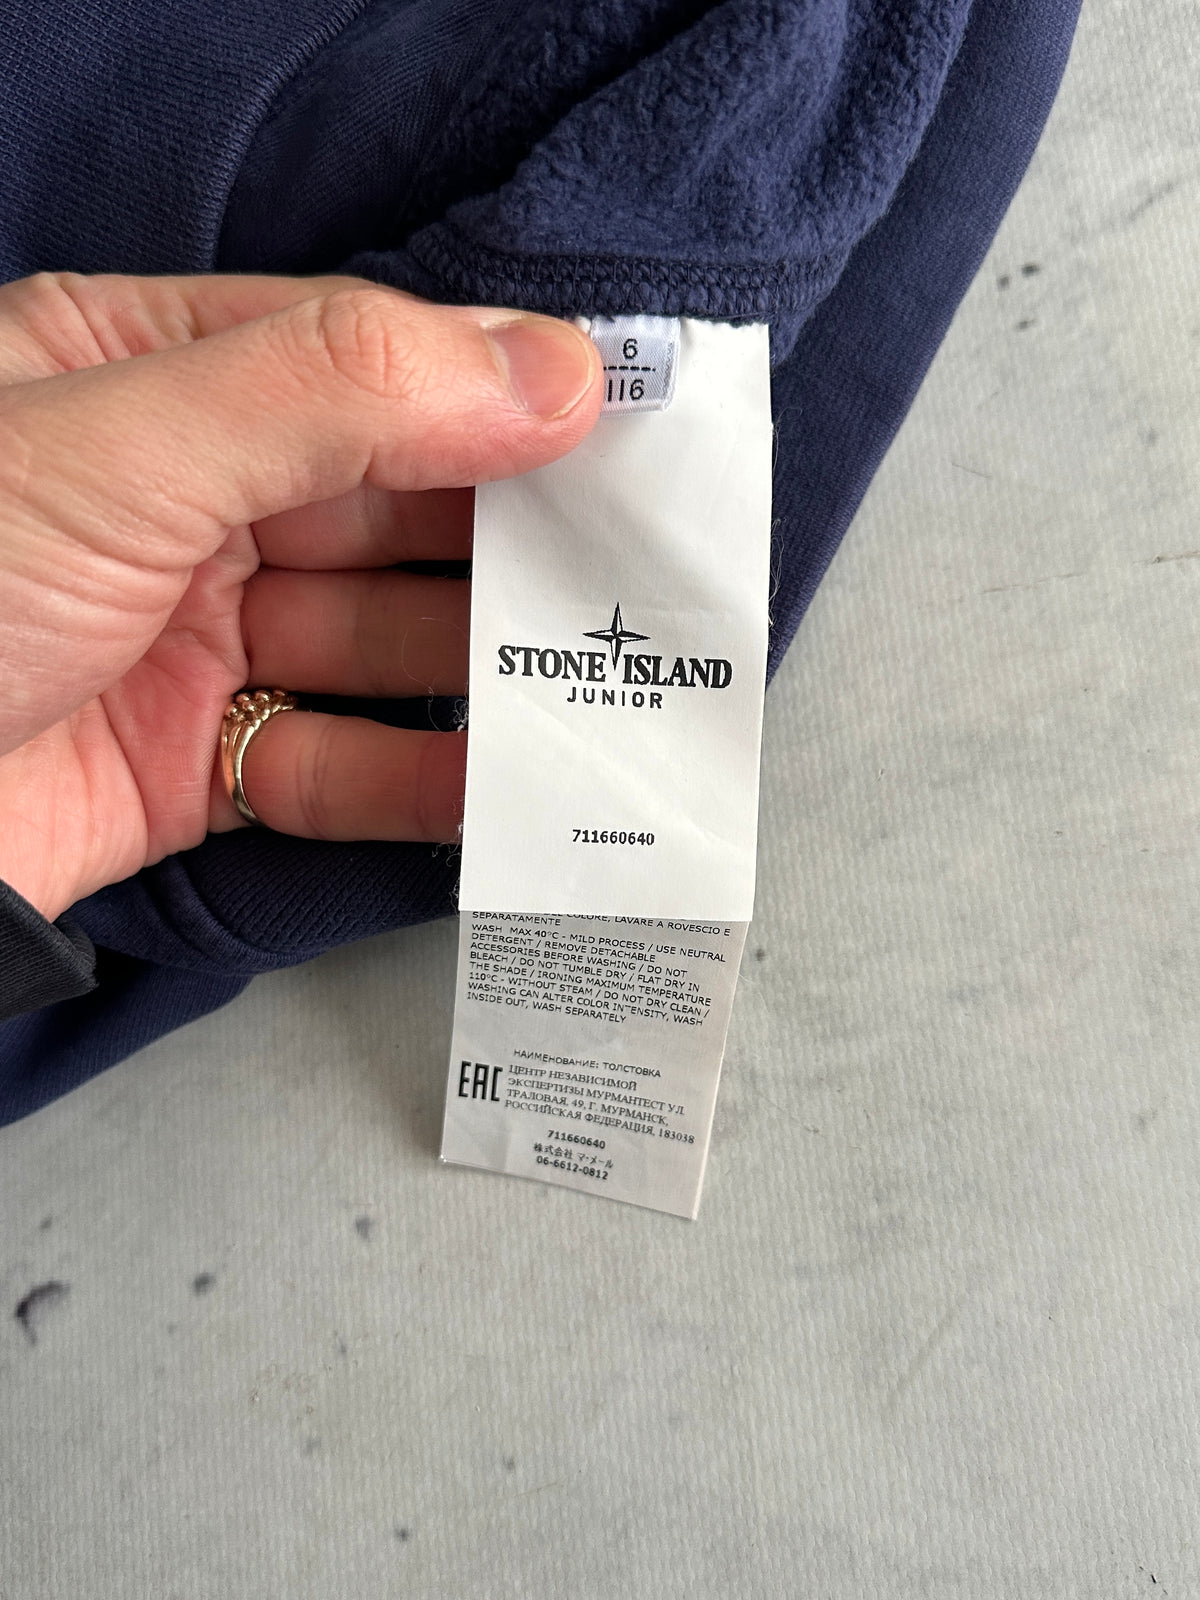 6
116
STONE ISLAND
JUNIOR
711660640
COLORE, LAVARE A ROVESCIO E
SEPARATAMENTE
WASH MAX 40°C - MILD PROCESS / USE NEUTRAL
DETERGENT / REMOVE DETACHABLE
ACCESSORIES BEFORE WASHING / DO NOT
BLEACH / DO NOT TUMBLE DRY / FLAT DRY IN
THE SHADE / IRONING MAXIMUM TEMPERATURE
110°C - WITHOUT STEAM / DO NOT DRY CLEAN /
WASHING CAN ALTER COLOR INTENSITY, WASH
INSIDE OUT, WASH SEPARATELY
НАИМЕНОВАНИЕ: ТОЛСТОВКА
EAC
ЦЕНТР НЕЗАВИСИМОЙ
ЭКСПЕРТИЗЫ МУРМАНТЕСТ УЛ.
ТРАЛОВАЯ, 49, Г. МУРМАНСК,
РОССИЙСКАЯ ФЕДЕРАЦИЯ, 183038
711660640
株式会社 マ・メール
06-6612-0812